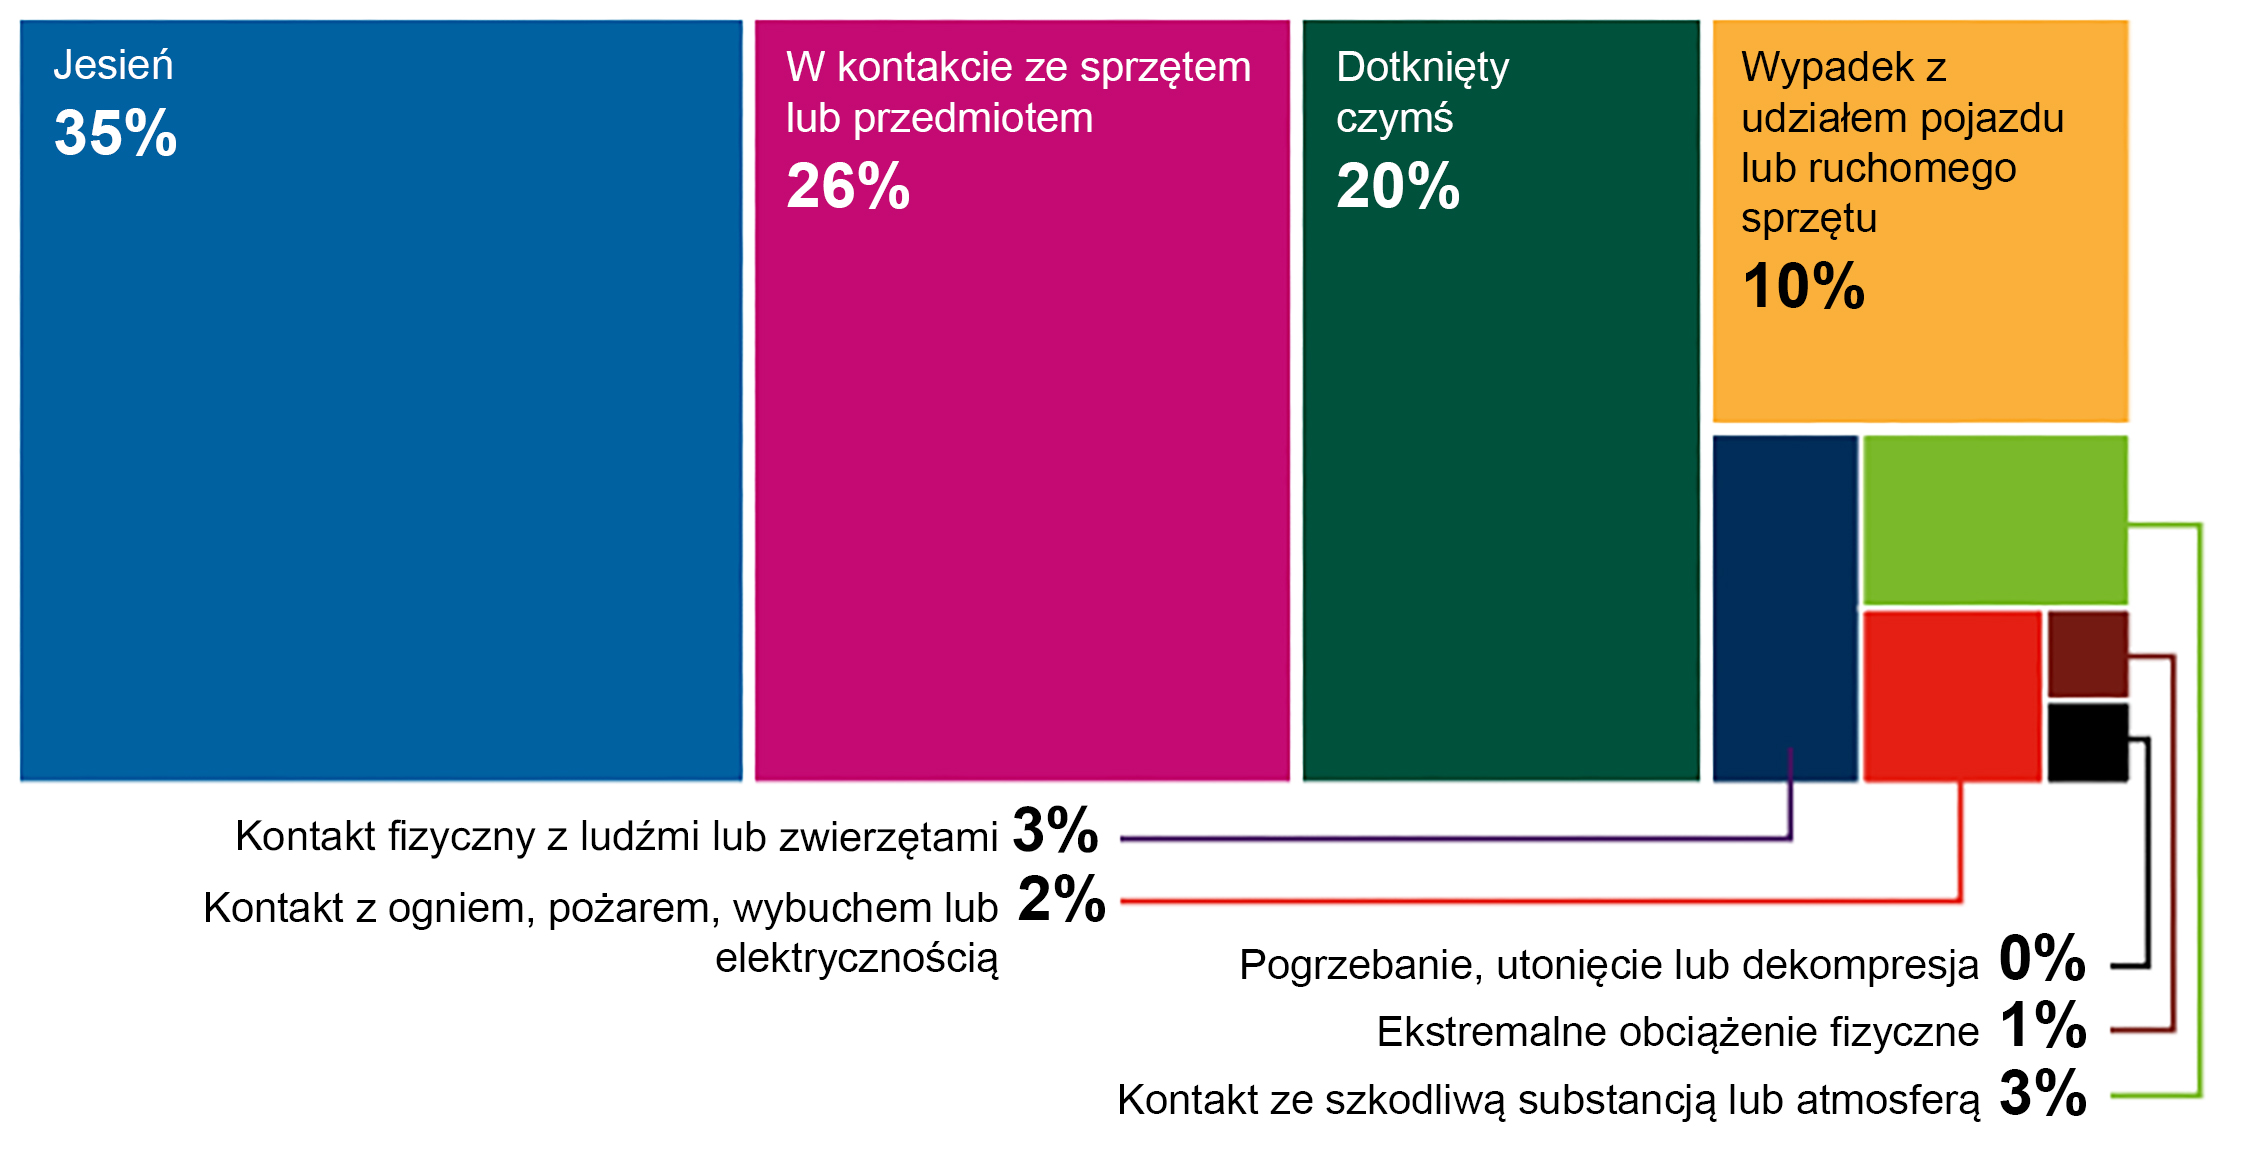 Jesień
35%
W kontakcie ze sprzętem
lub przedmiotem
26%
Dotknięty
czymś
20%
Wypadek z
udziałem pojazdu
lub ruchomego
sprzętu
10%
Kontakt fizyczny z ludźmi lub zwierzętami 3%
Kontakt z ogniem, pożarem, wybuchem lub 2%
elektrycznością
Pogrzebanie, utonięcie lub dekompresja 0%
Ekstremalne obciążenie fizyczne 1%
Kontakt ze szkodliwą substancją lub atmosferą 3%